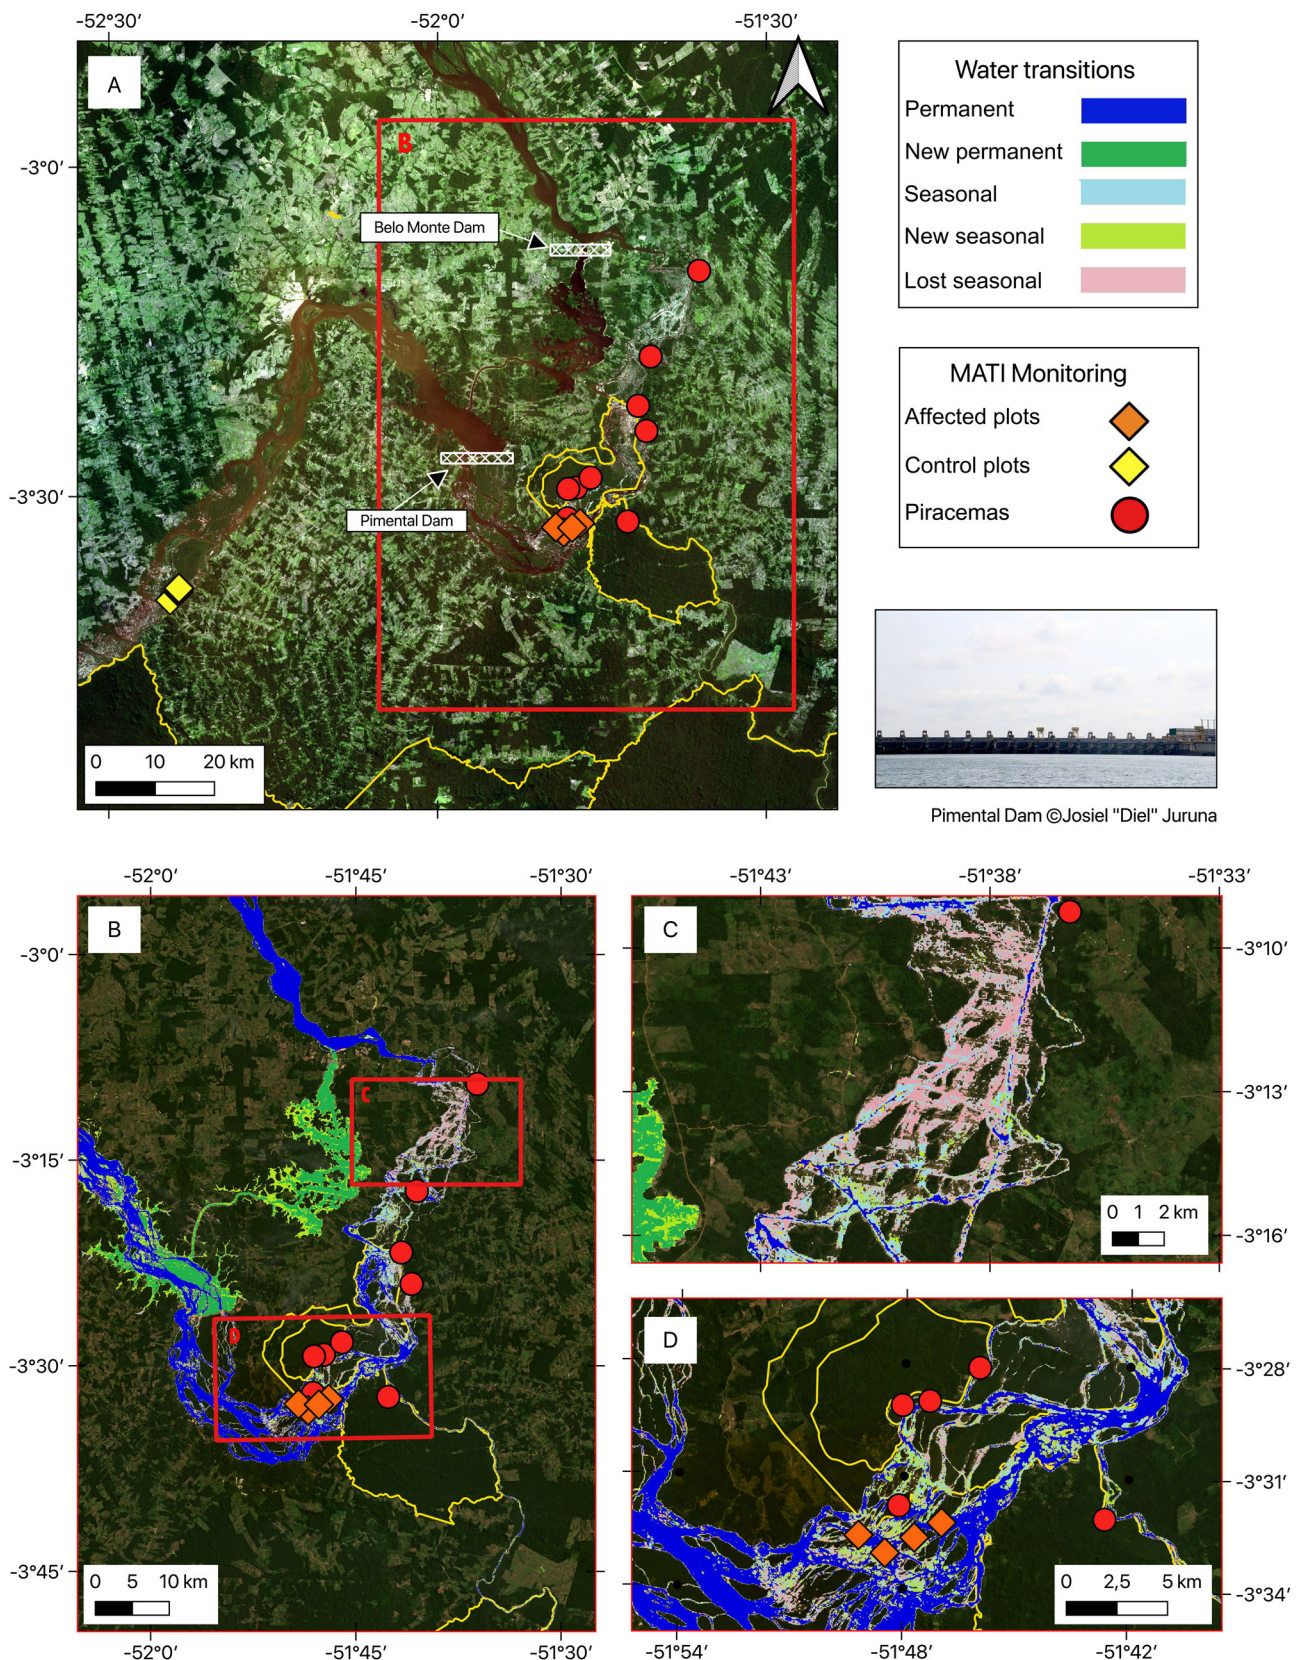 -52°30′ -52°0′ -51°30′
A
B
-3°0′
Belo Monte Dam
-3°30′
Pimental Dam
0 10 20 km
Water transitions
Permanent
New permanent
Seasonal
New seasonal
Lost seasonal
MATI Monitoring
Affected plots
Control plots
Piracemas
Pimental Dam ©Josiel "Diel" Juruna
-52°0′ -51°45′ -51°30′
B
-3°0′
C
-3°15′
D
-3°30′
-3°45′
0 5 10 km
-52°0′ -51°45′ -51°30′
-51°43′ -51°38′ -51°33′
C
-3°10′
-3°13′
0 1 2 km
-3°16′
D
-3°28′
-3°31′
0 2,5 5 km
-3°34′
-51°54′ -51°48′ -51°42′